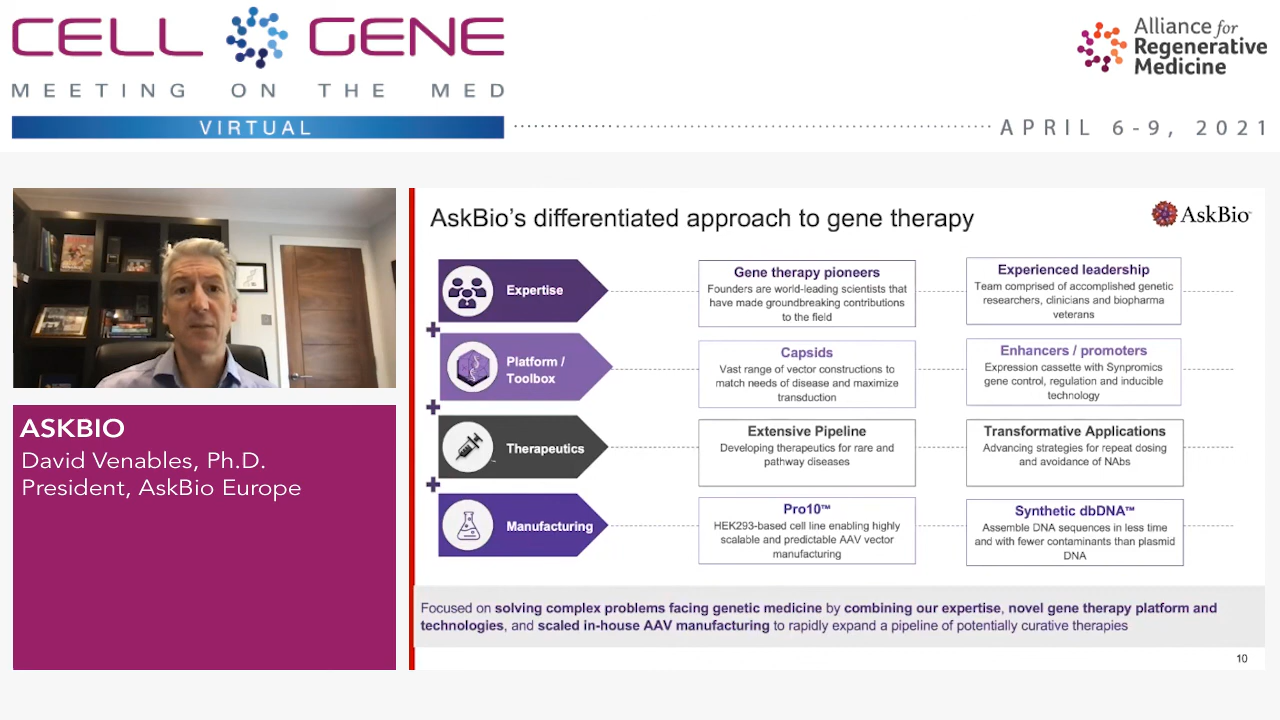 CELL GENE
MEETING ON THE MED
VIRTUAL
APRIL 6-9, 2021
Alliance for
Regenerative
Medicine
ASKBIO
David Venables, Ph.D.
President, AskBio Europe
AskBio’s differentiated approach to gene therapy
AskBio
Expertise
Gene therapy pioneers
Founders are world-leading scientists that
have made groundbreaking contributions
to the field
Experienced leadership
Team comprised of accomplished genetic
researchers, clinicians and biopharma
veterans
Platform /
Toolbox
Capsids
Vast range of vector constructions to
match needs of disease and maximize
transduction
Enhancers / promoters
Expression cassette with Synpromics
gene control, regulation and inducible
technology
Therapeutics
Extensive Pipeline
Developing therapeutics for rare and
pathway diseases
Transformative Applications
Advancing strategies for repeat dosing
and avoidance of NAbs
Manufacturing
Pro10™
HEK293-based cell line enabling highly
scalable and predictable AAV vector
manufacturing
Synthetic dbDNA™
Assemble DNA sequences in less time
and with fewer contaminants than plasmid
DNA
Focused on solving complex problems facing genetic medicine by combining our expertise, novel gene therapy platform and
technologies, and scaled in-house AAV manufacturing to rapidly expand a pipeline of potentially curative therapies
10